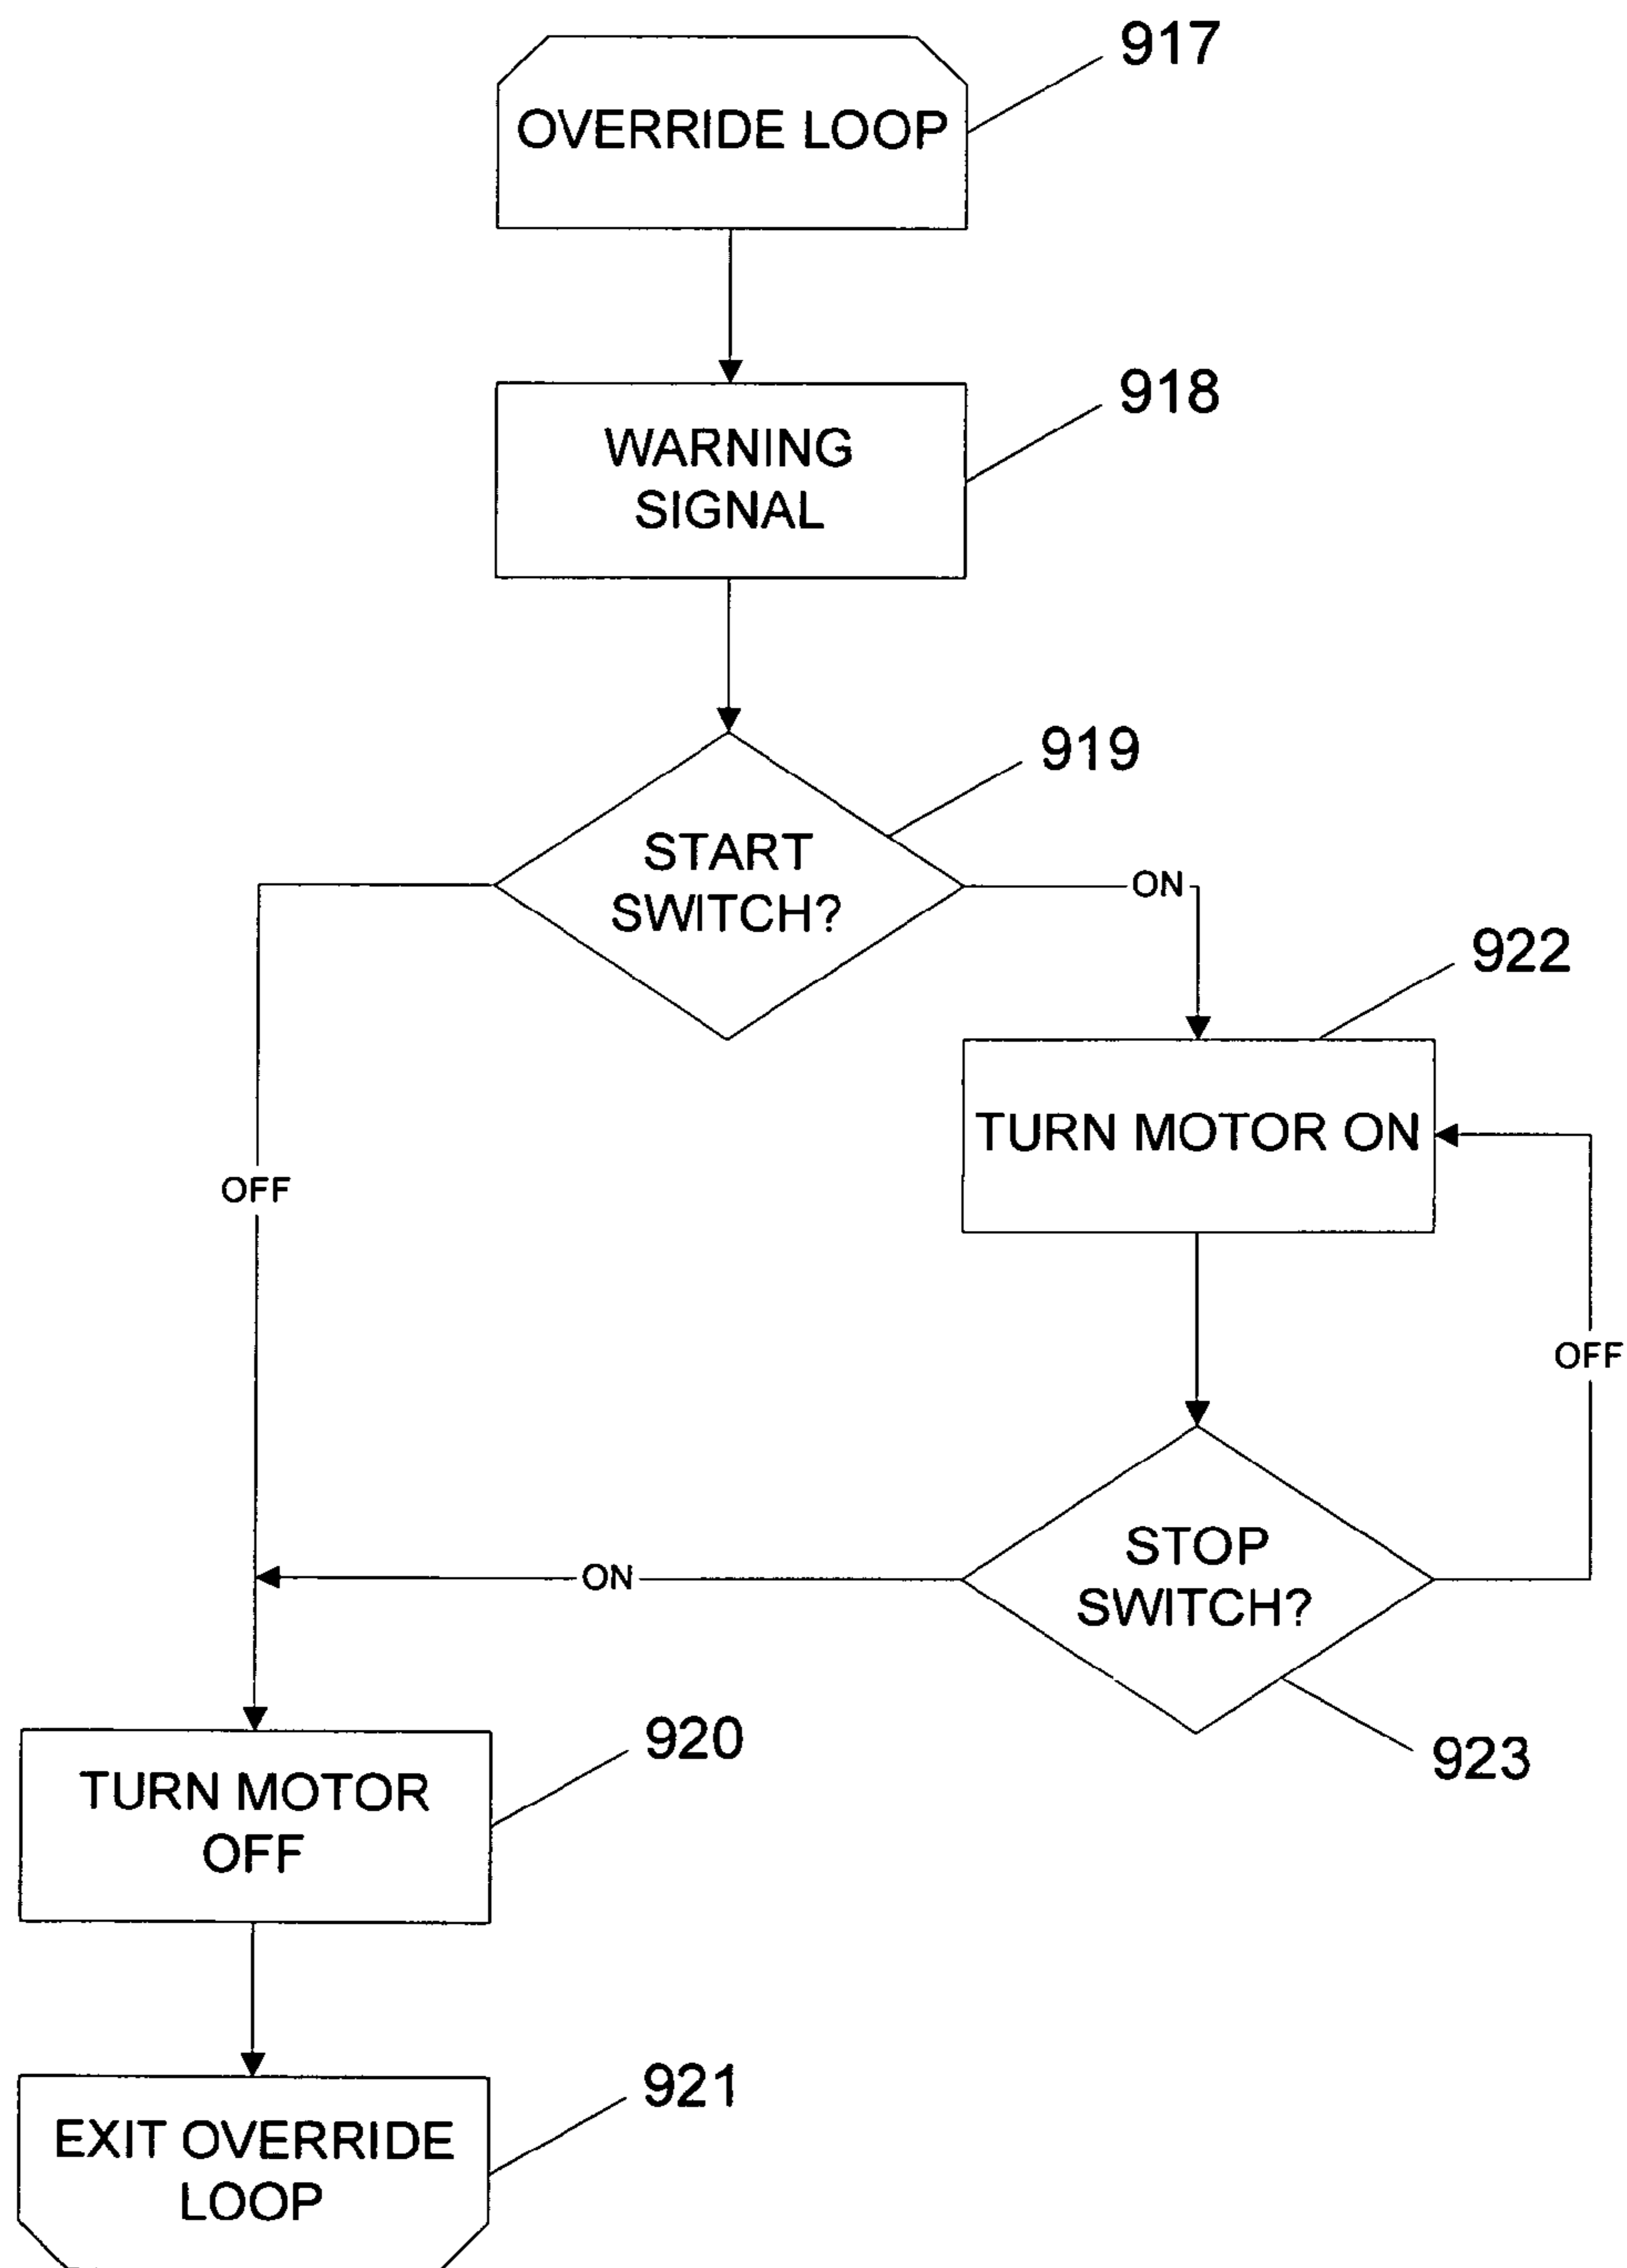 917
OVERRIDE LOOP
918
WARNING
SIGNAL
919
START
SWITCH?
ON
922
TURN MOTOR ON
OFF
OFF
STOP
SWITCH?
ON
923
920
TURN MOTOR
OFF
921
EXIT OVERRIDE
LOOP